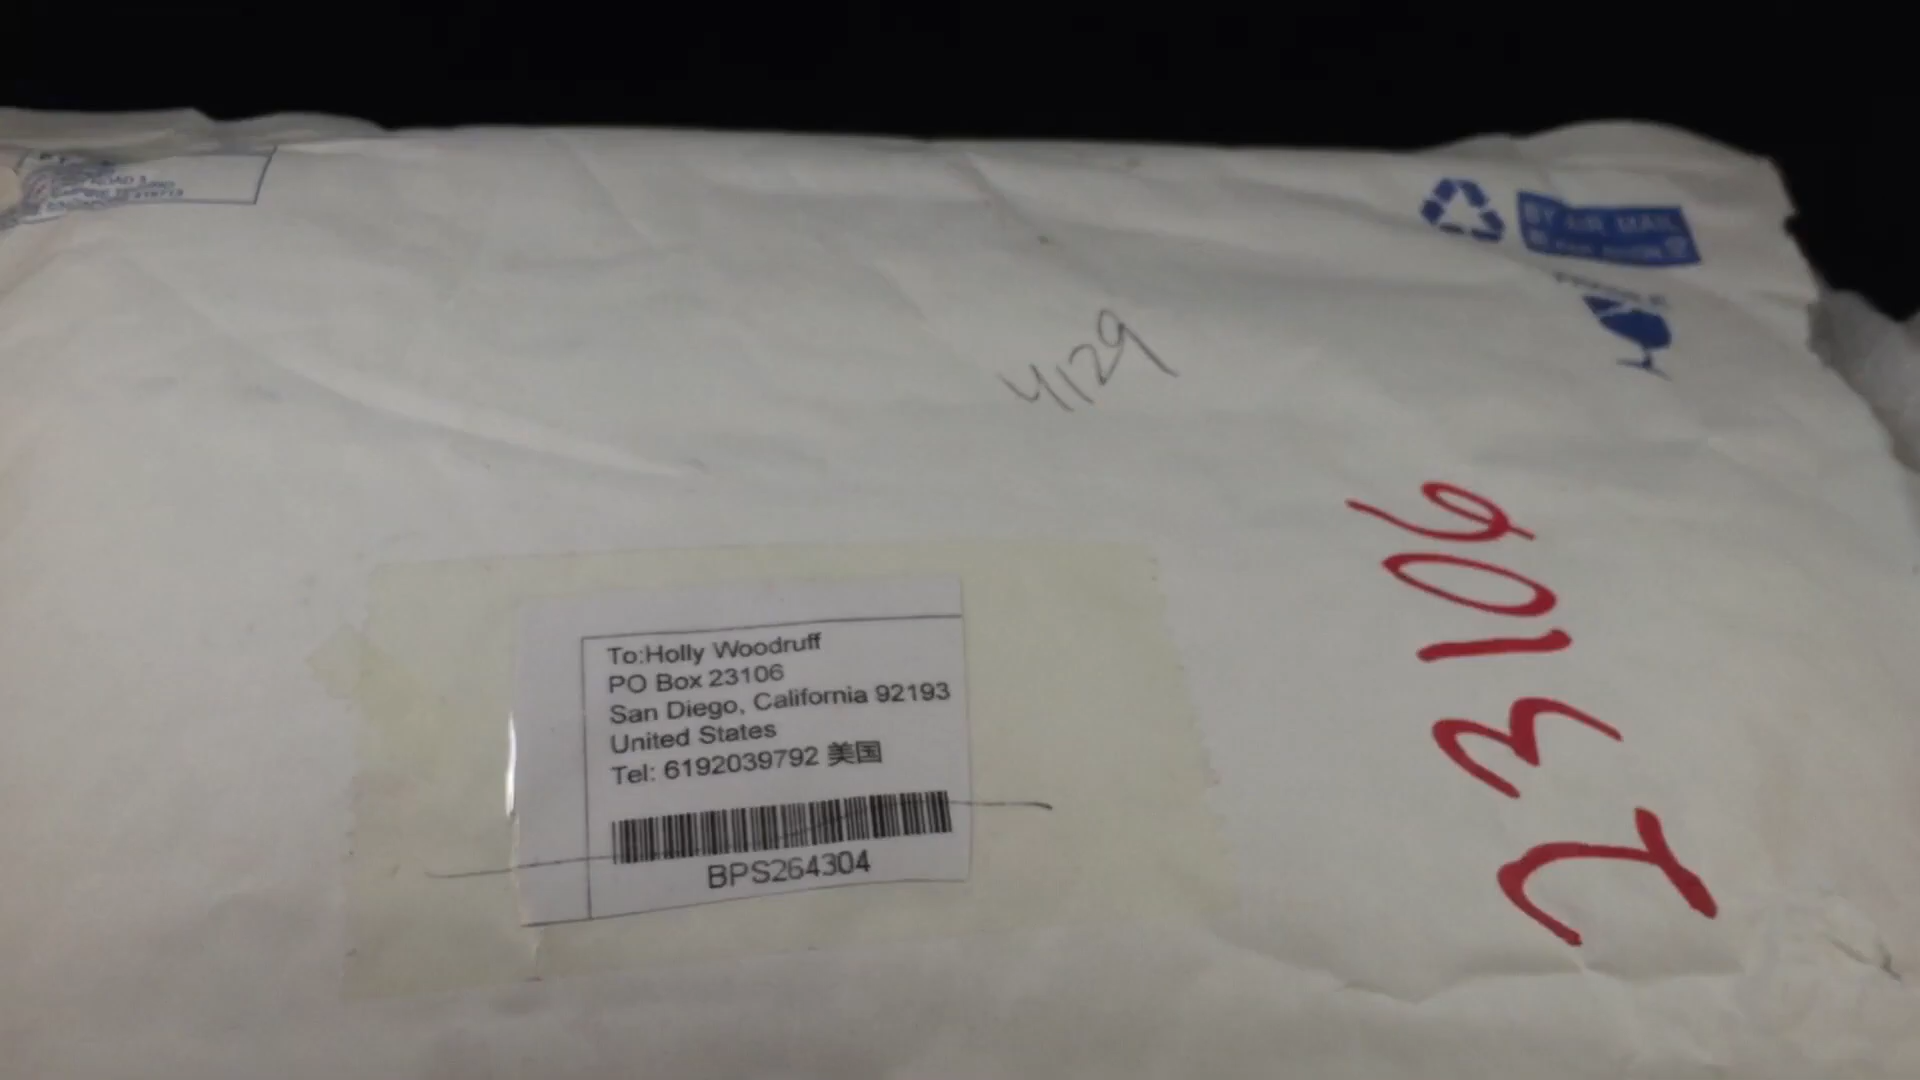 BY AIR MAIL
4129
23106
To:Holly Woodruff
PO Box 23106
San Diego, California 92193
United States
Tel: 6192039792 美国
BPS264304